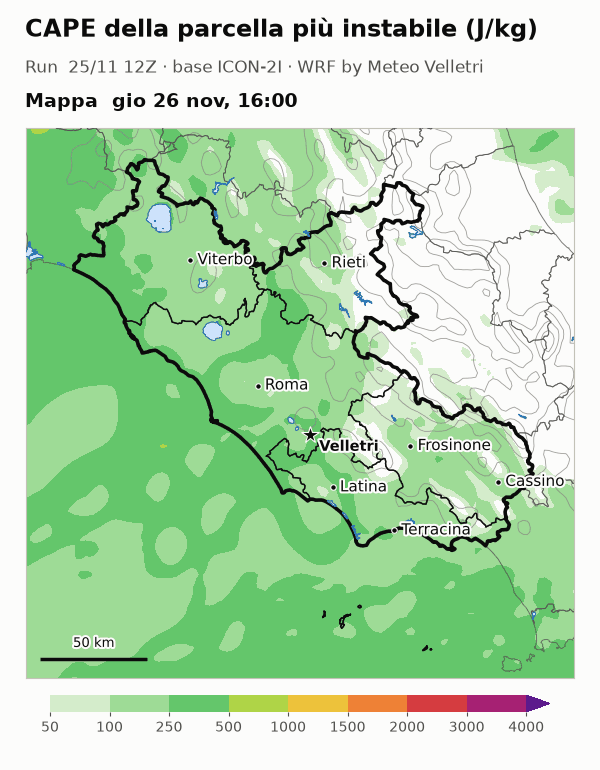 CAPE della parcella più instabile (J/kg)
Run  25/11 12Z · base ICON-2I · WRF by Meteo Velletri
Mappa  gio 26 nov, 16:00
Viterbo
Rieti
Roma
Velletri
Frosinone
Cassino
Latina
Terracina
50 km
50 100 250 500 1000 1500 2000 3000 4000